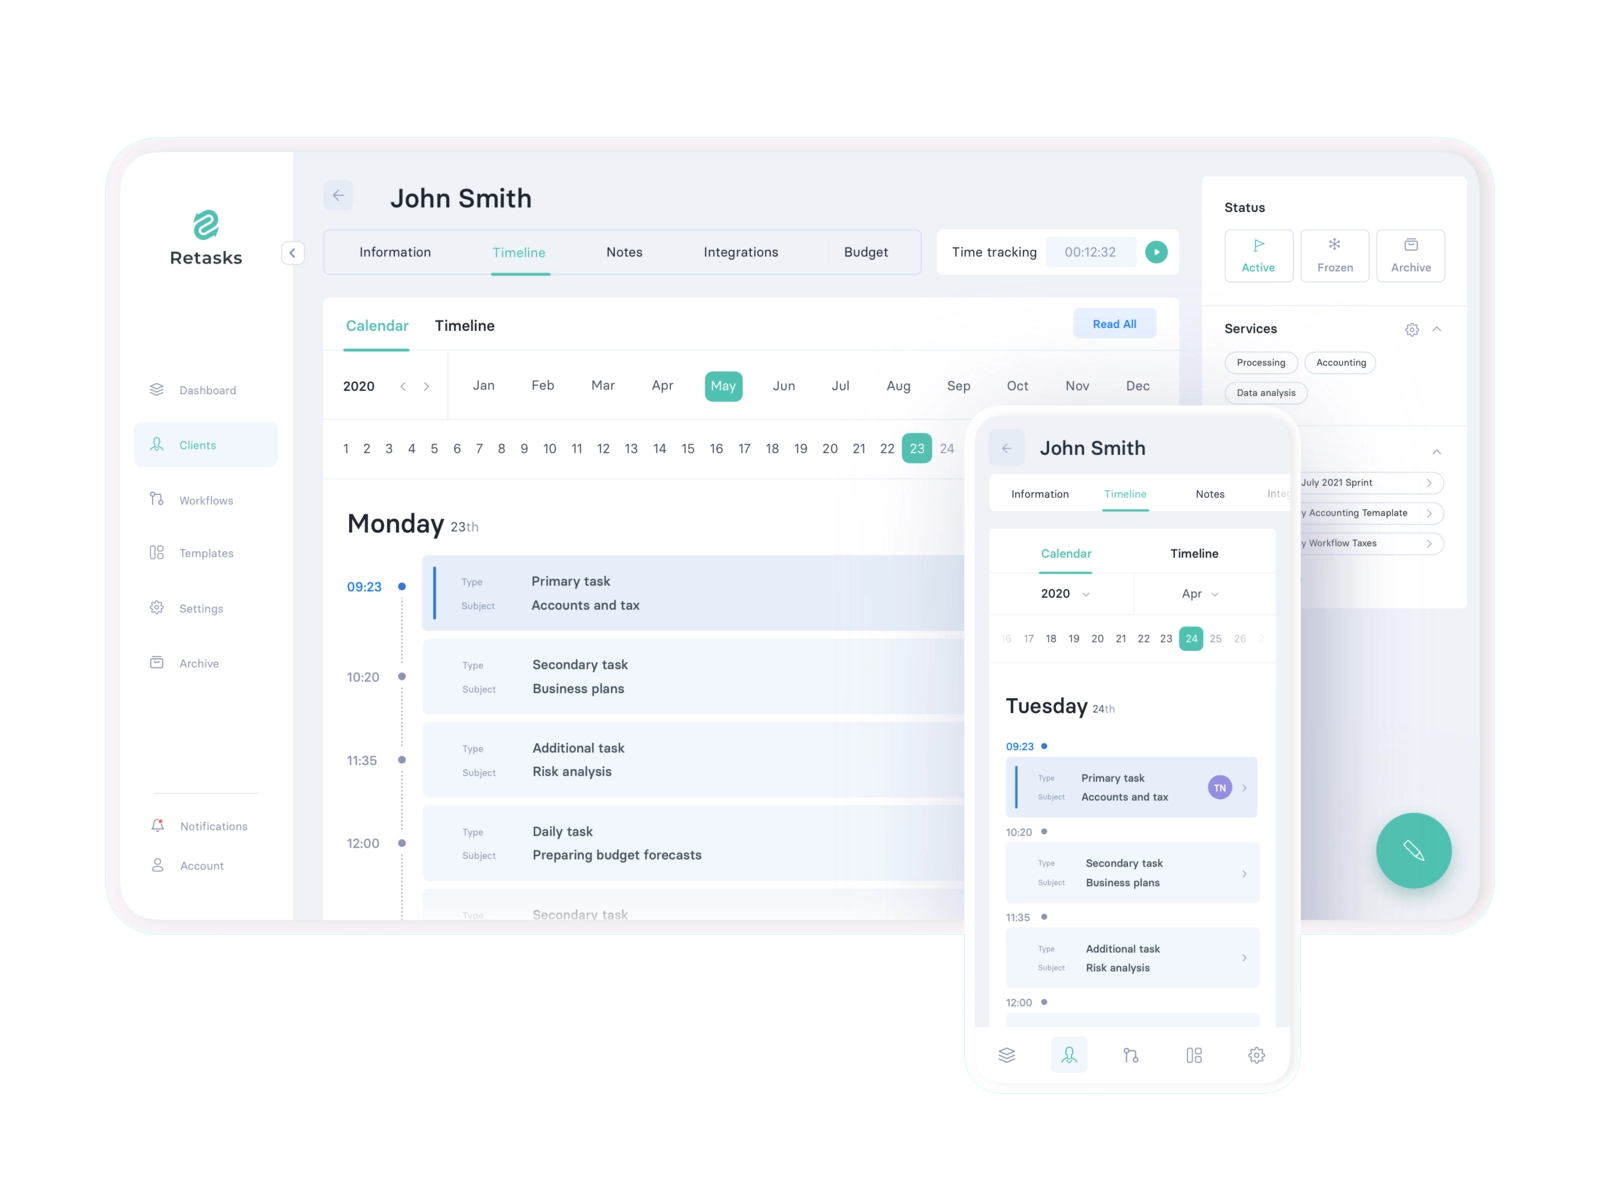 Retasks
Dashboard
Clients
Workflows
Templates
Settings
Archive
Notifications
Account
John Smith
Information Timeline Notes Integrations Budget
Time tracking 00:12:32
Calendar Timeline Read All
2020 Jan Feb Mar Apr May Jun Jul Aug Sep Oct Nov Dec
1 2 3 4 5 6 7 8 9 10 11 12 13 14 15 16 17 18 19 20 21 22 23 24
Monday 23th
09:23 Type Primary task
Subject Accounts and tax
10:20 Type Secondary task
Subject Business plans
11:35 Type Additional task
Subject Risk analysis
12:00 Type Daily task
Subject Preparing budget forecasts
Type Secondary task
Status
Active Frozen Archive
Services
Processing Accounting
Data analysis
July 2021 Sprint
y Accounting Temaplate
y Workflow Taxes
John Smith
Information Timeline Notes Integ
Calendar Timeline
2020 Apr
16 17 18 19 20 21 22 23 24 25 26 2
Tuesday 24th
09:23
Type Primary task
Subject Accounts and tax
TN
10:20
Type Secondary task
Subject Business plans
11:35
Type Additional task
Subject Risk analysis
12:00